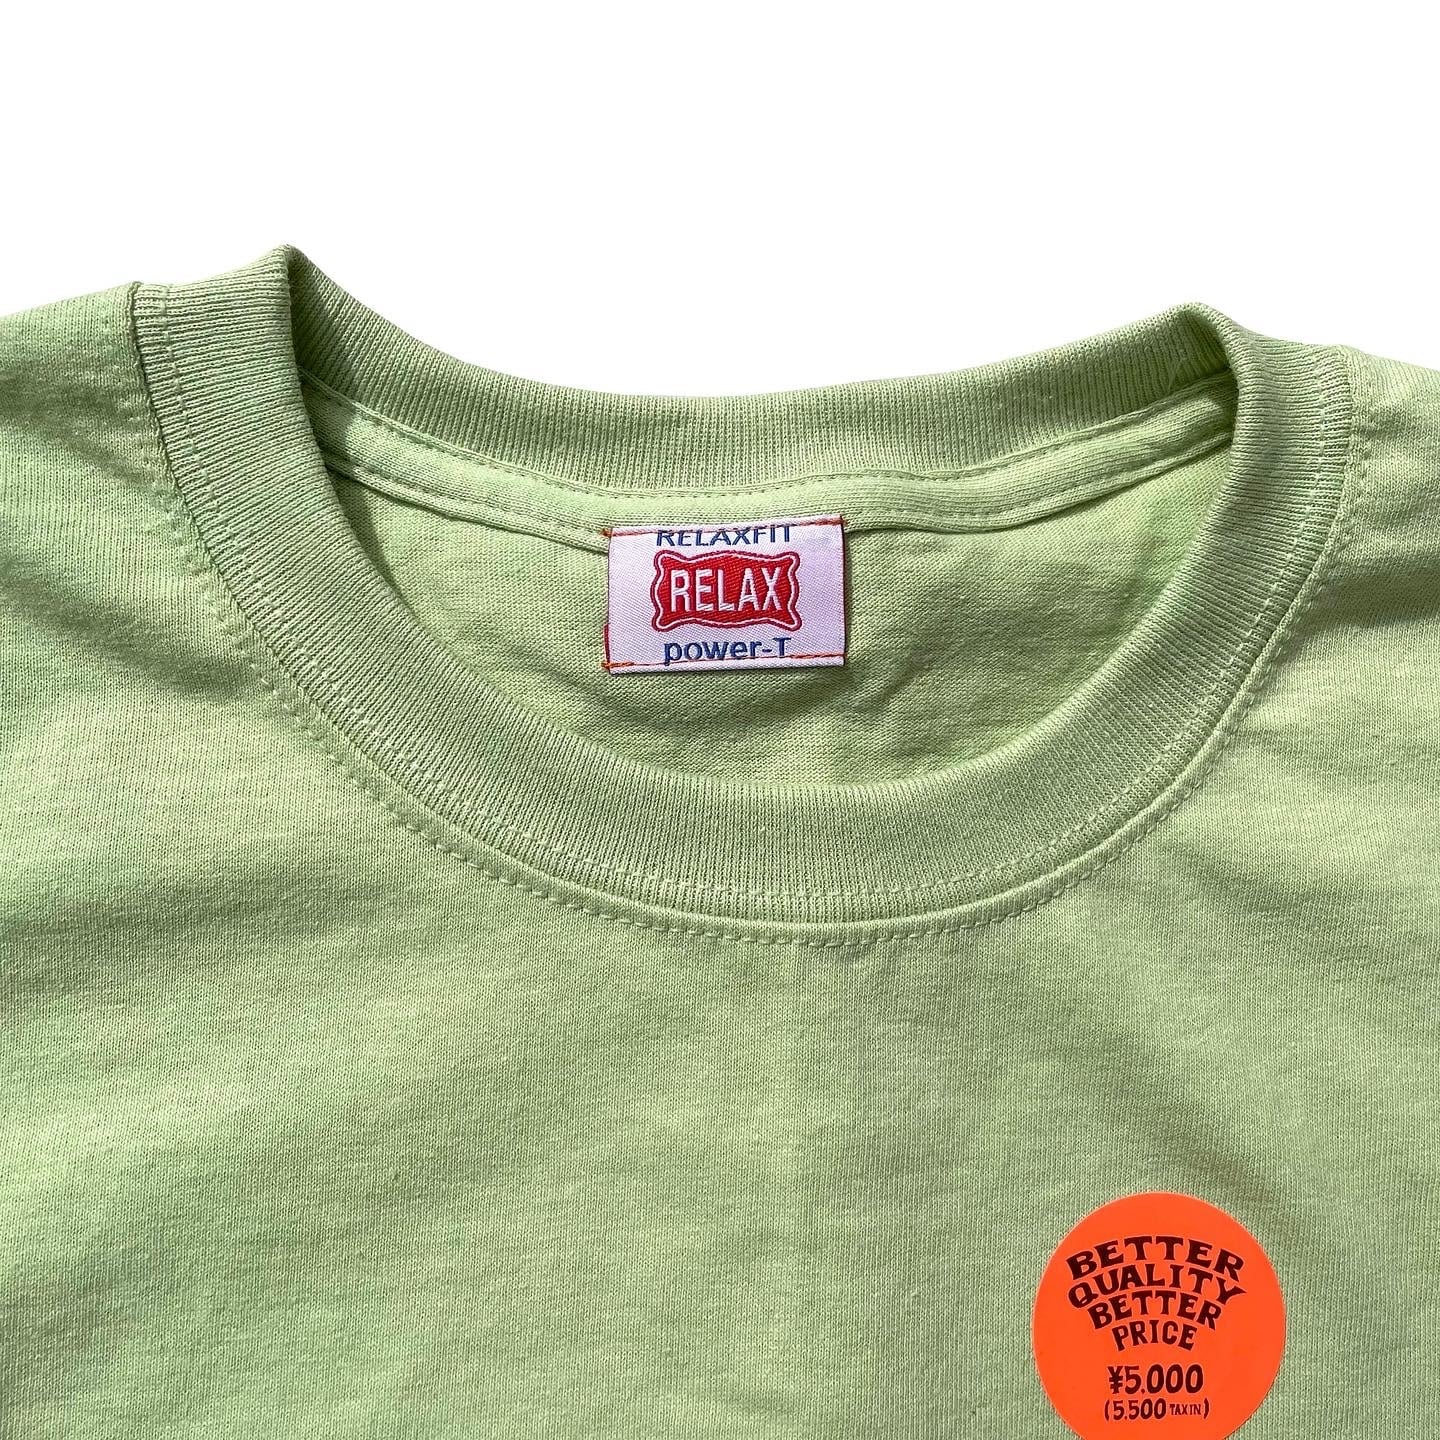 RELAXFIT
RELAX
power-T
BETTER
QUALITY
BETTER
PRICE
¥5.000
(5.500 TAX IN)